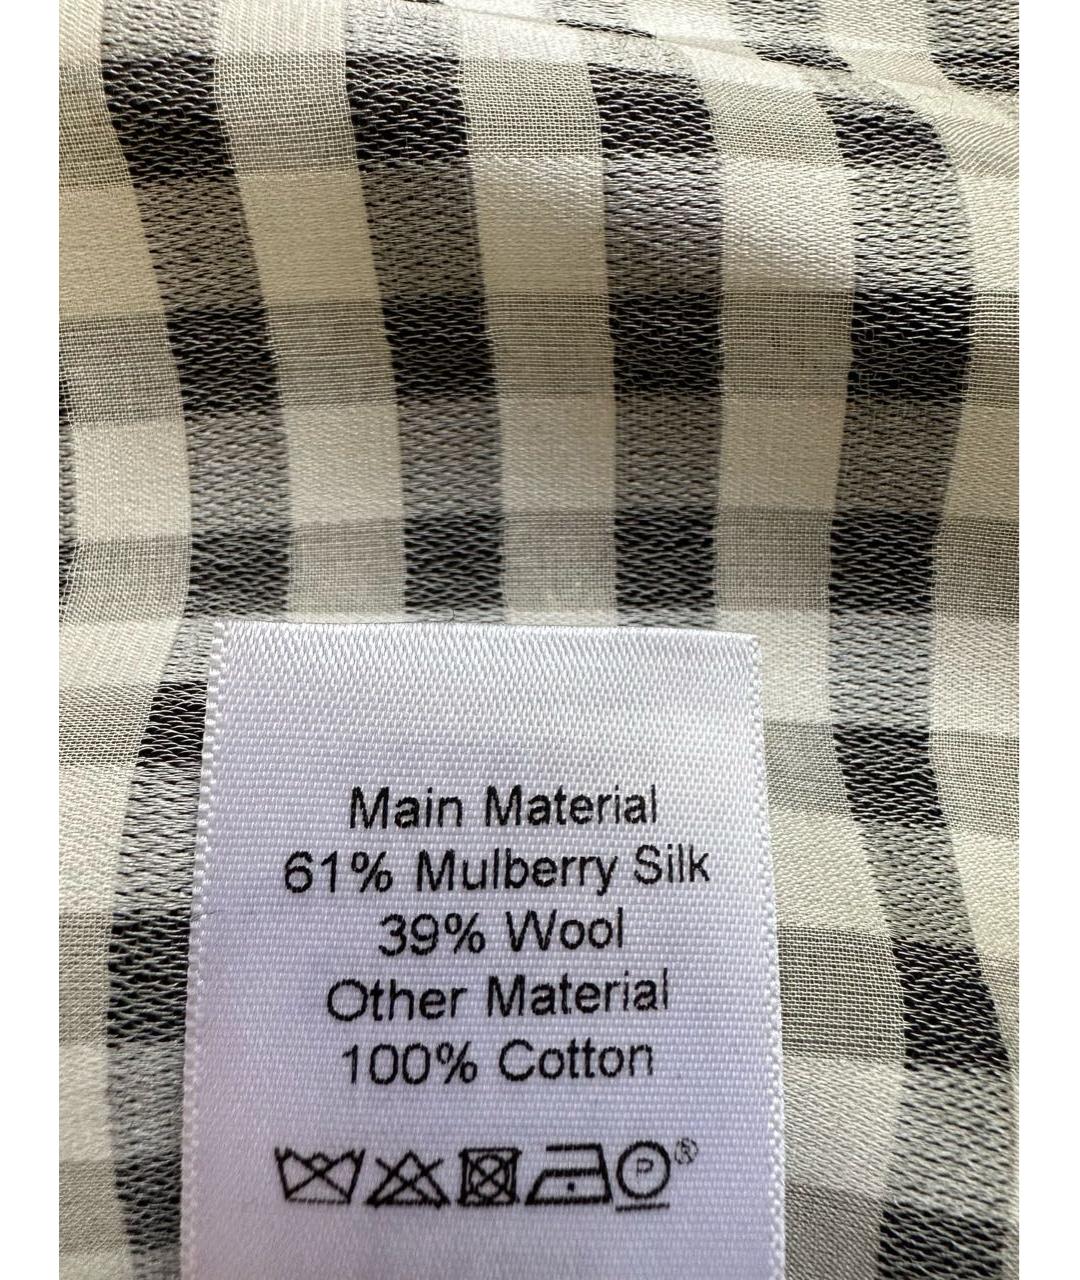 Main Material
61% Mulberry Silk
39% Wool
Other Material
100% Cotton
P ®